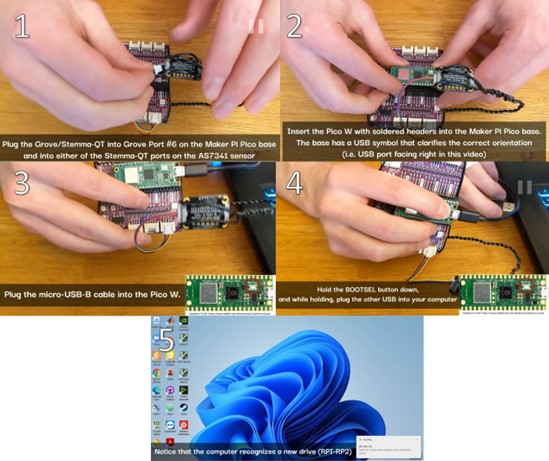 1
Plug the Grove/Stemma-QT into Grove Port #6 on the Maker Pi Pico base
and into either of the Stemma-QT ports on the AS7341 sensor
2
Insert the Pico W with soldered headers into the Maker Pi Pico base.
The base has a USB symbol that clarifies the correct orientation
(i.e. USB port facing right in this video)
3
Plug the micro-USB-B cable into the Pico W.
4
Hold the BOOTSEL button down,
and while holding, plug the other USB into your computer
5
Notice that the computer recognizes a new drive (RPI-RP2)